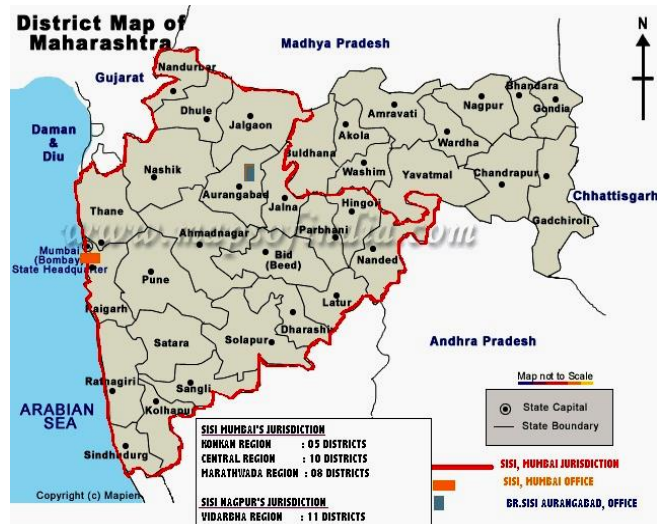 District Map of
Maharashtra
N
Madhya Pradesh
Gujarat
Nandurbar
Dhule
Jalgaon
Bhandara
Nagpur
Gondia
Amravati
Daman
&
Diu
Akola
Wardha
Buldhana
Nashik
Washim
Yavatmal
Chandrapur
Aurangabad
Chhattisgarh
Jalna
Hingoli
Thane
Gadchiroli
Parbhani
Ahmadnagar
www.mapsofindia.com
Mumbai
(Bombay)
State Headquarter
Bid
(Beed)
Nanded
Pune
Raigarh
Latur
Dharashiv
Satara
Solapur
Andhra Pradesh
Map not to Scale
Ratnagiri
Sangli
ARABIAN
SEA
Kolhapur
State Capital
State Boundary
Sindhudurg
SISI MUMBAI'S JURISDICTION
KONKAN REGION : 05 DISTRICTS
CENTRAL REGION : 10 DISTRICTS
MARATHWADA REGION : 08 DISTRICTS
SISI NAGPUR'S JURISDICTION
VIDARBHA REGION : 11 DISTRICTS
SISI, MUMBAI JURISDICTION
SISI, MUMBAI OFFICE
BR.SISI AURANGABAD, OFFICE
Copyright (c) Mapien